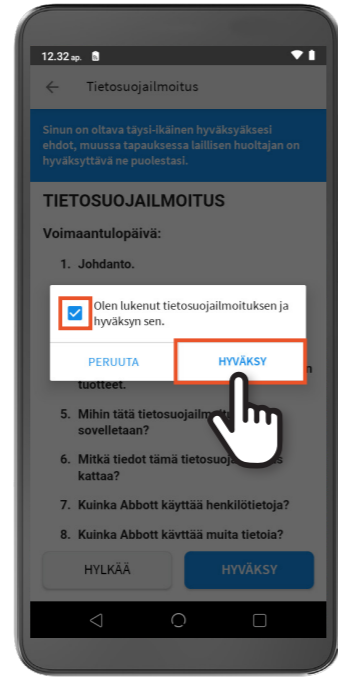 12.32 ap.
Tietosuojailmoitus
Sinun on oltava täysi-ikäinen hyväksyäksesi
ehdot, muussa tapauksessa laillisen huoltajan on
hyväksyttävä ne puolestasi.
TIETOSUOJAILMOITUS
Voimaantulopäivä:
1. Johdanto.
Olen lukenut tietosuojailmoituksen ja
hyväksyn sen.
PERUUTA HYVÄKSY
tuotteet.
5. Mihin tätä
sovelletaan?
6. Mitkä tiedot tämä
kattaa?
7. Kuinka Abbott käyttää henkilötietoja?
8. Kuinka Abbott käyttää muita tietoja?
HYLKÄÄ HYVÄKSY